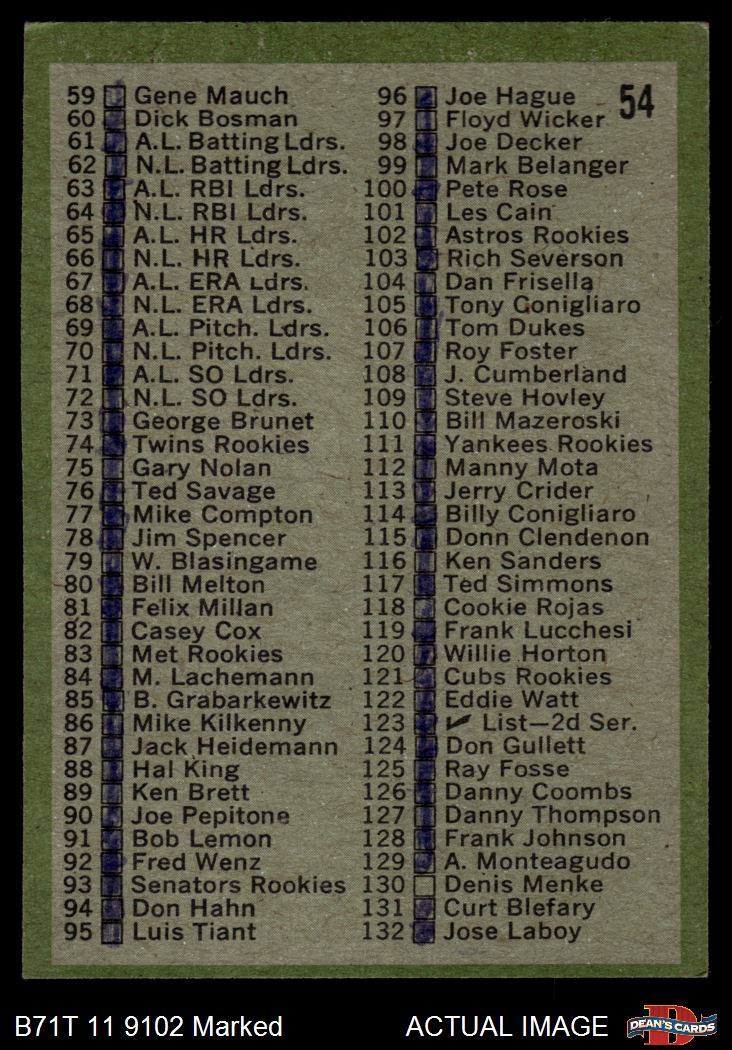 54
59 Gene Mauch
60 Dick Bosman
61 A.L. Batting Ldrs.
62 N.L. Batting Ldrs.
63 A.L. RBI Ldrs.
64 N.L. RBI Ldrs.
65 A.L. HR Ldrs.
66 N.L. HR Ldrs.
67 A.L. ERA Ldrs.
68 N.L. ERA Ldrs.
69 A.L. Pitch. Ldrs.
70 N.L. Pitch. Ldrs.
71 A.L. SO Ldrs.
72 N.L. SO Ldrs.
73 George Brunet
74 Twins Rookies
75 Gary Nolan
76 Ted Savage
77 Mike Compton
78 Jim Spencer
79 W. Blasingame
80 Bill Melton
81 Felix Millan
82 Casey Cox
83 Met Rookies
84 M. Lachemann
85 B. Grabarkewitz
86 Mike Kilkenny
87 Jack Heidemann
88 Hal King
89 Ken Brett
90 Joe Pepitone
91 Bob Lemon
92 Fred Wenz
93 Senators Rookies
94 Don Hahn
95 Luis Tiant
96 Joe Hague
97 Floyd Wicker
98 Joe Decker
99 Mark Belanger
100 Pete Rose
101 Les Cain
102 Astros Rookies
103 Rich Severson
104 Dan Frisella
105 Tony Conigliaro
106 Tom Dukes
107 Roy Foster
108 J. Cumberland
109 Steve Hovley
110 Bill Mazeroski
111 Yankees Rookies
112 Manny Mota
113 Jerry Crider
114 Billy Conigliaro
115 Donn Clendenon
116 Ken Sanders
117 Ted Simmons
118 Cookie Rojas
119 Frank Lucchesi
120 Willie Horton
121 Cubs Rookies
122 Eddie Watt
123 ✓ List—2d Ser.
124 Don Gullett
125 Ray Fosse
126 Danny Coombs
127 Danny Thompson
128 Frank Johnson
129 A. Monteagudo
130 Denis Menke
131 Curt Blefary
132 Jose Laboy
B71T 11 9102 Marked
ACTUAL IMAGE
DEAN'S CARDS